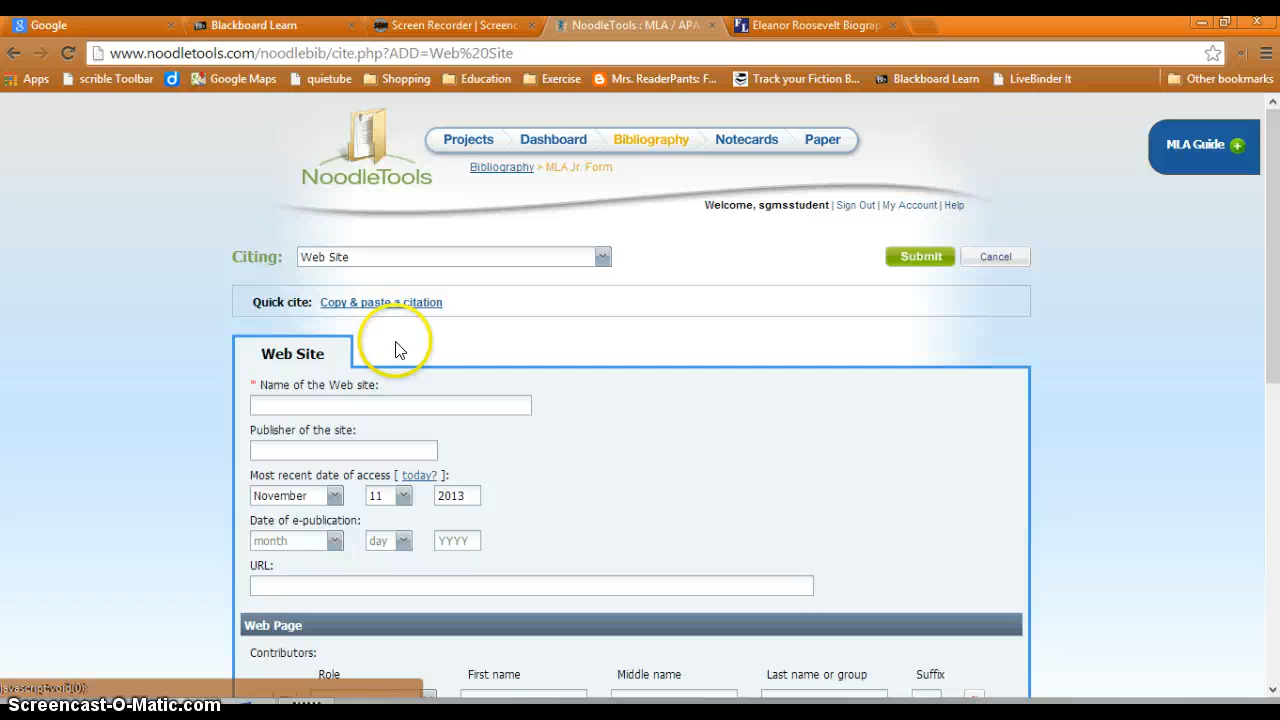 Google
Blackboard Learn
Screen Recorder | Screenc
NoodleTools : MLA / APA
Eleanor Roosevelt Biograp
www.noodletools.com/noodlebib/cite.php?ADD=Web%20Site
Apps scrible Toolbar Google Maps quietube Shopping Education Exercise Mrs. ReaderPants: F... Track your Fiction B... Blackboard Learn LiveBinder It Other bookmarks
Projects Dashboard Bibliography Notecards Paper
MLA Guide
Bibliography > MLA Jr. Form
NoodleTools
Welcome, sgmsstudent | Sign Out | My Account | Help
Citing: Web Site Submit Cancel
Quick cite: Copy & paste a citation
Web Site
* Name of the Web site:
Publisher of the site:
Most recent date of access [ today? ]:
November 11 2013
Date of e-publication:
month day YYYY
URL:
Web Page
Contributors:
Role First name Middle name Last name or group Suffix
javascript:void(0);
Screencast-O-Matic.com